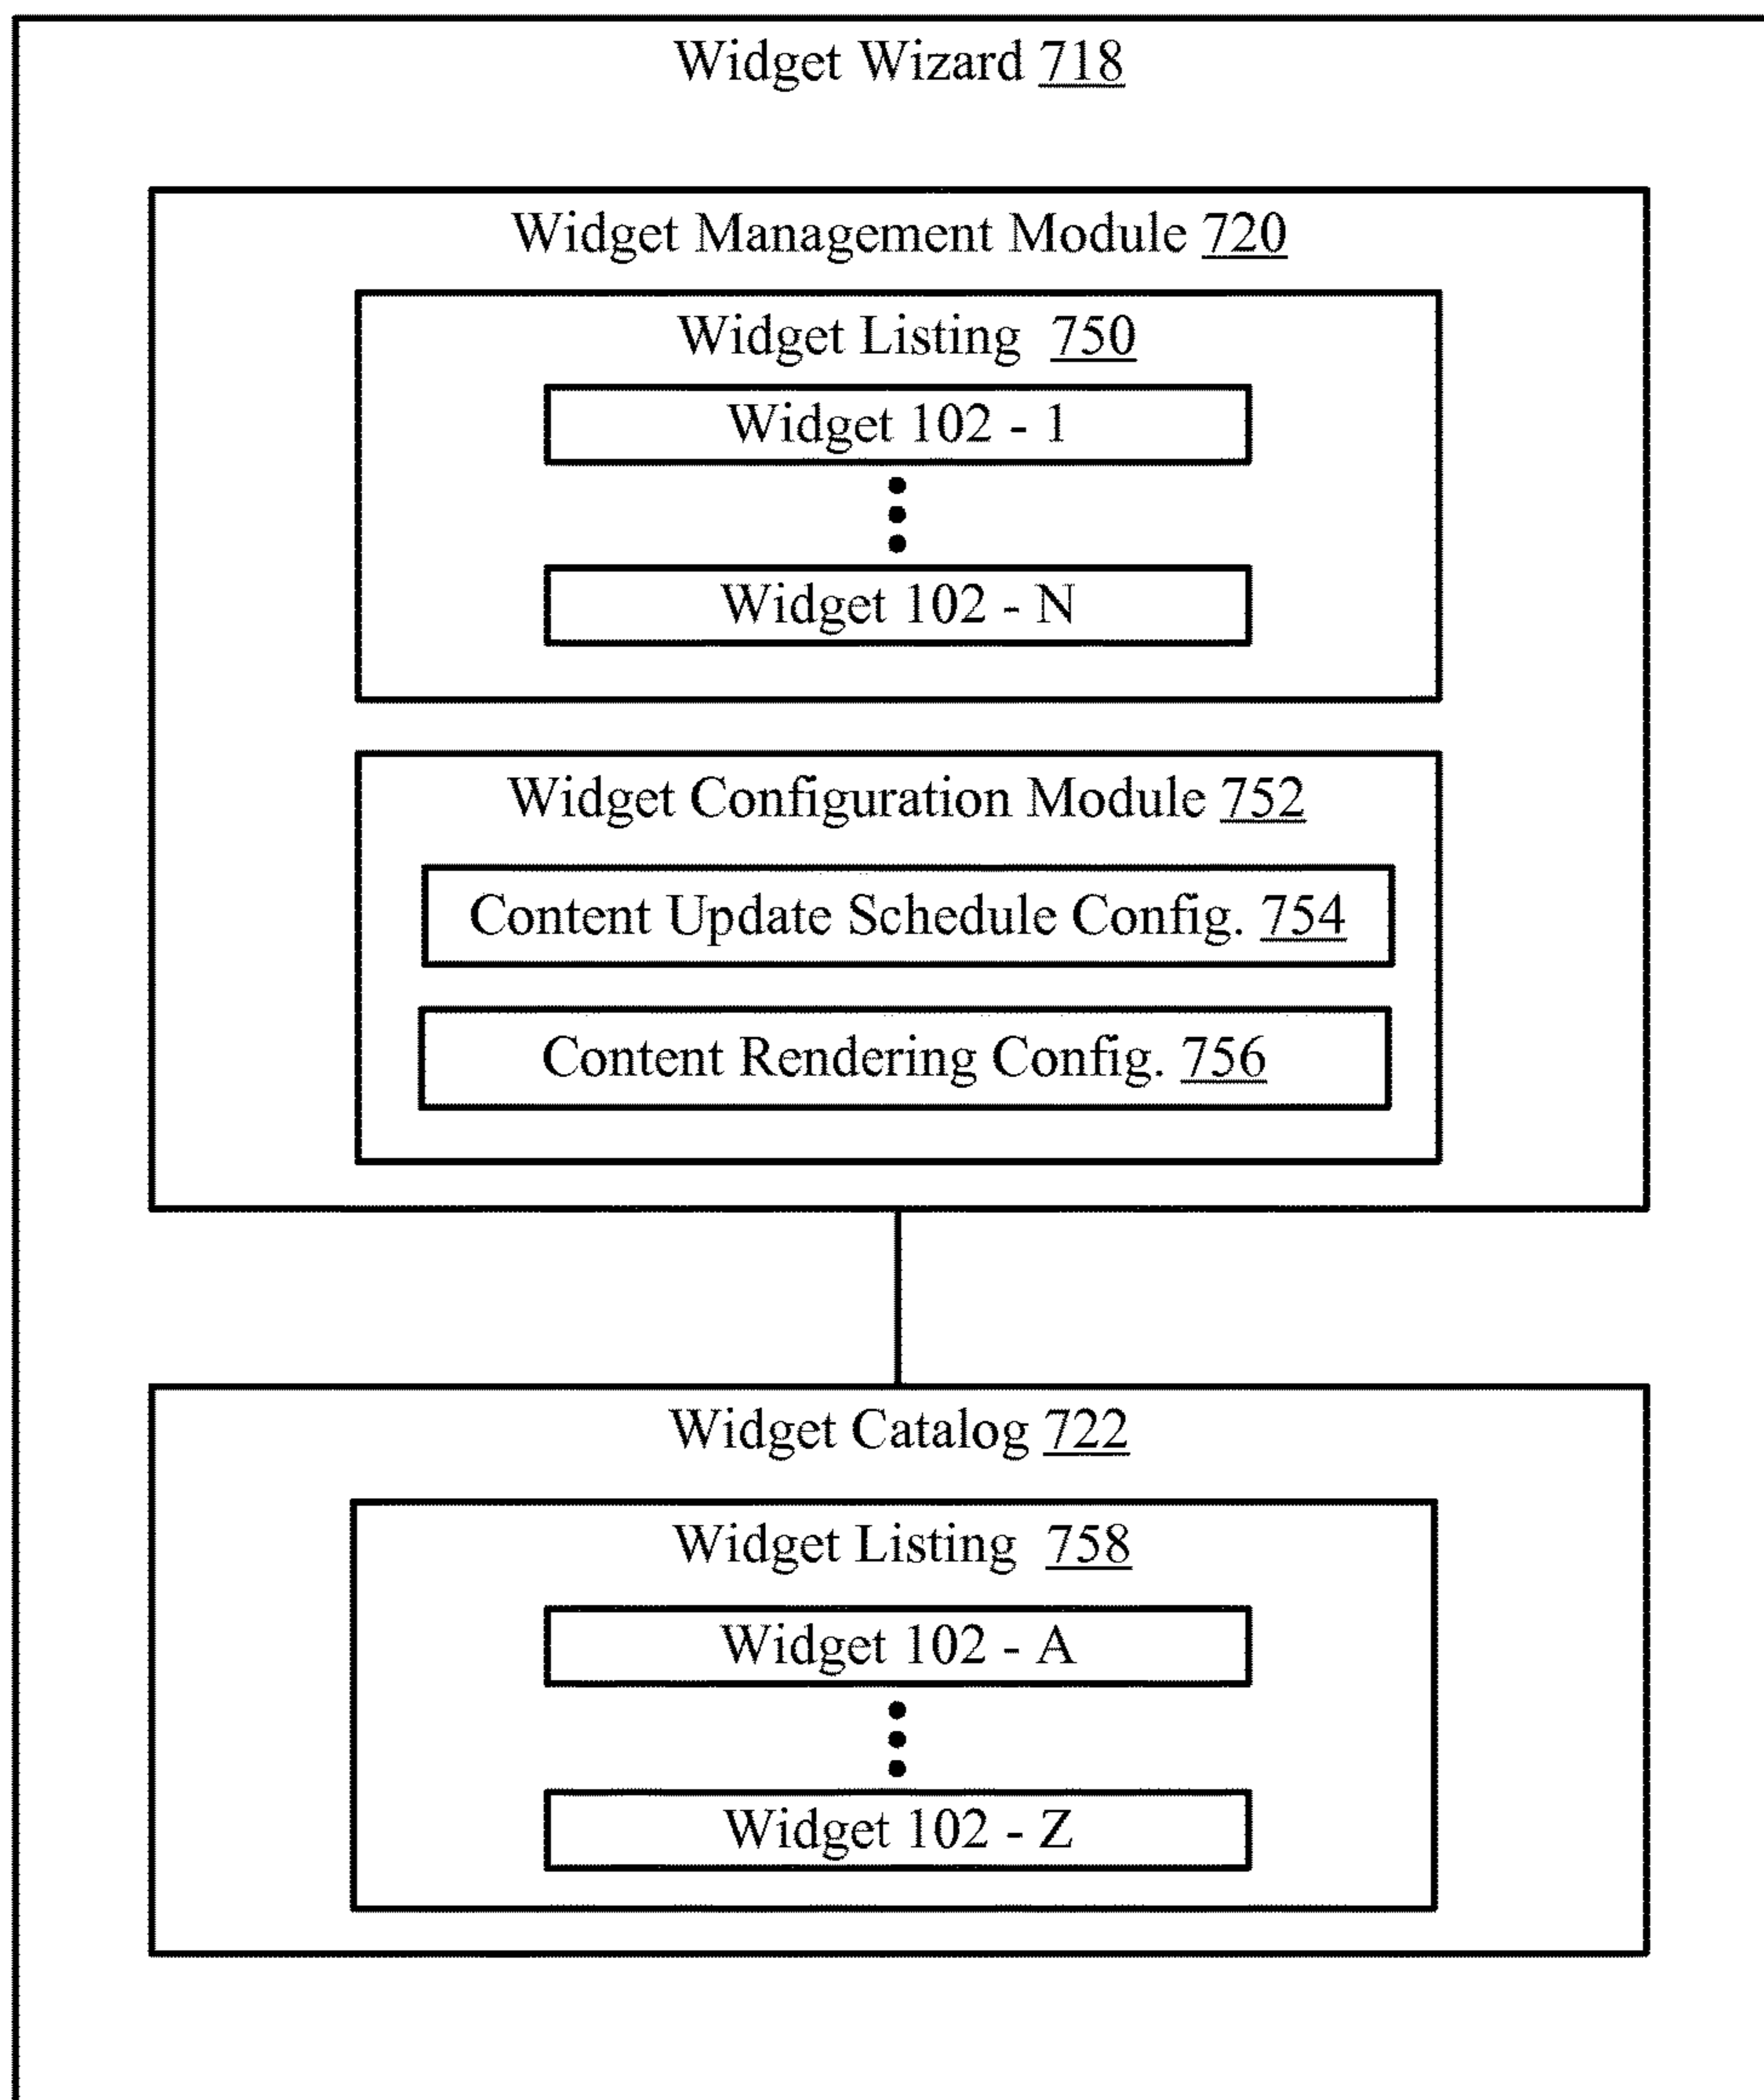 Widget Wizard 718
Widget Management Module 720
Widget Listing 750
Widget 102 - 1
Widget 102 - N
Widget Configuration Module 752
Content Update Schedule Config. 754
Content Rendering Config. 756
Widget Catalog 722
Widget Listing 758
Widget 102 - A
Widget 102 - Z